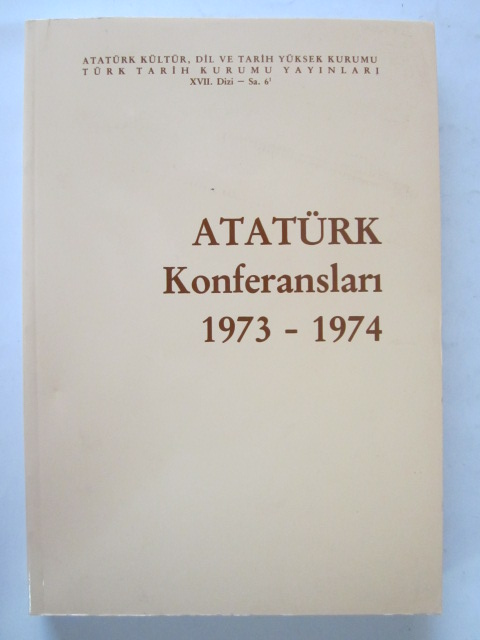 ATATÜRK KÜLTÜR, DİL VE TARİH YÜKSEK KURUMU
TÜRK TARİH KURUMU YAYINLARI
XVII. Dizi — Sa. 6¹
ATATÜRK
Konferansları
1973 - 1974